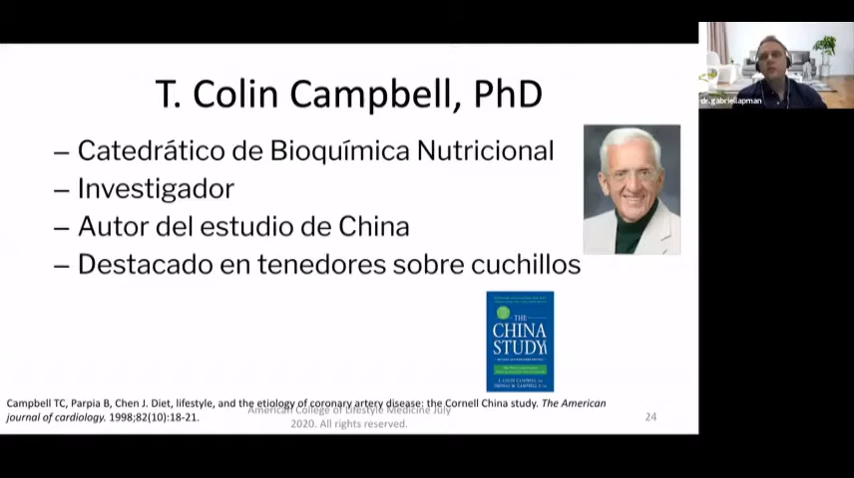 T. Colin Campbell, PhD
– Catedrático de Bioquímica Nutricional
– Investigador
– Autor del estudio de China
– Destacado en tenedores sobre cuchillos
THE
CHINA
STUDY
Campbell TC, Parpia B, Chen J. Diet, lifestyle, and the etiology of coronary artery disease: the Cornell China study. The American
journal of cardiology. 1998;82(10):18-21.
American College of Lifestyle Medicine July
2020. All rights reserved.
24
dr.gabriellapman